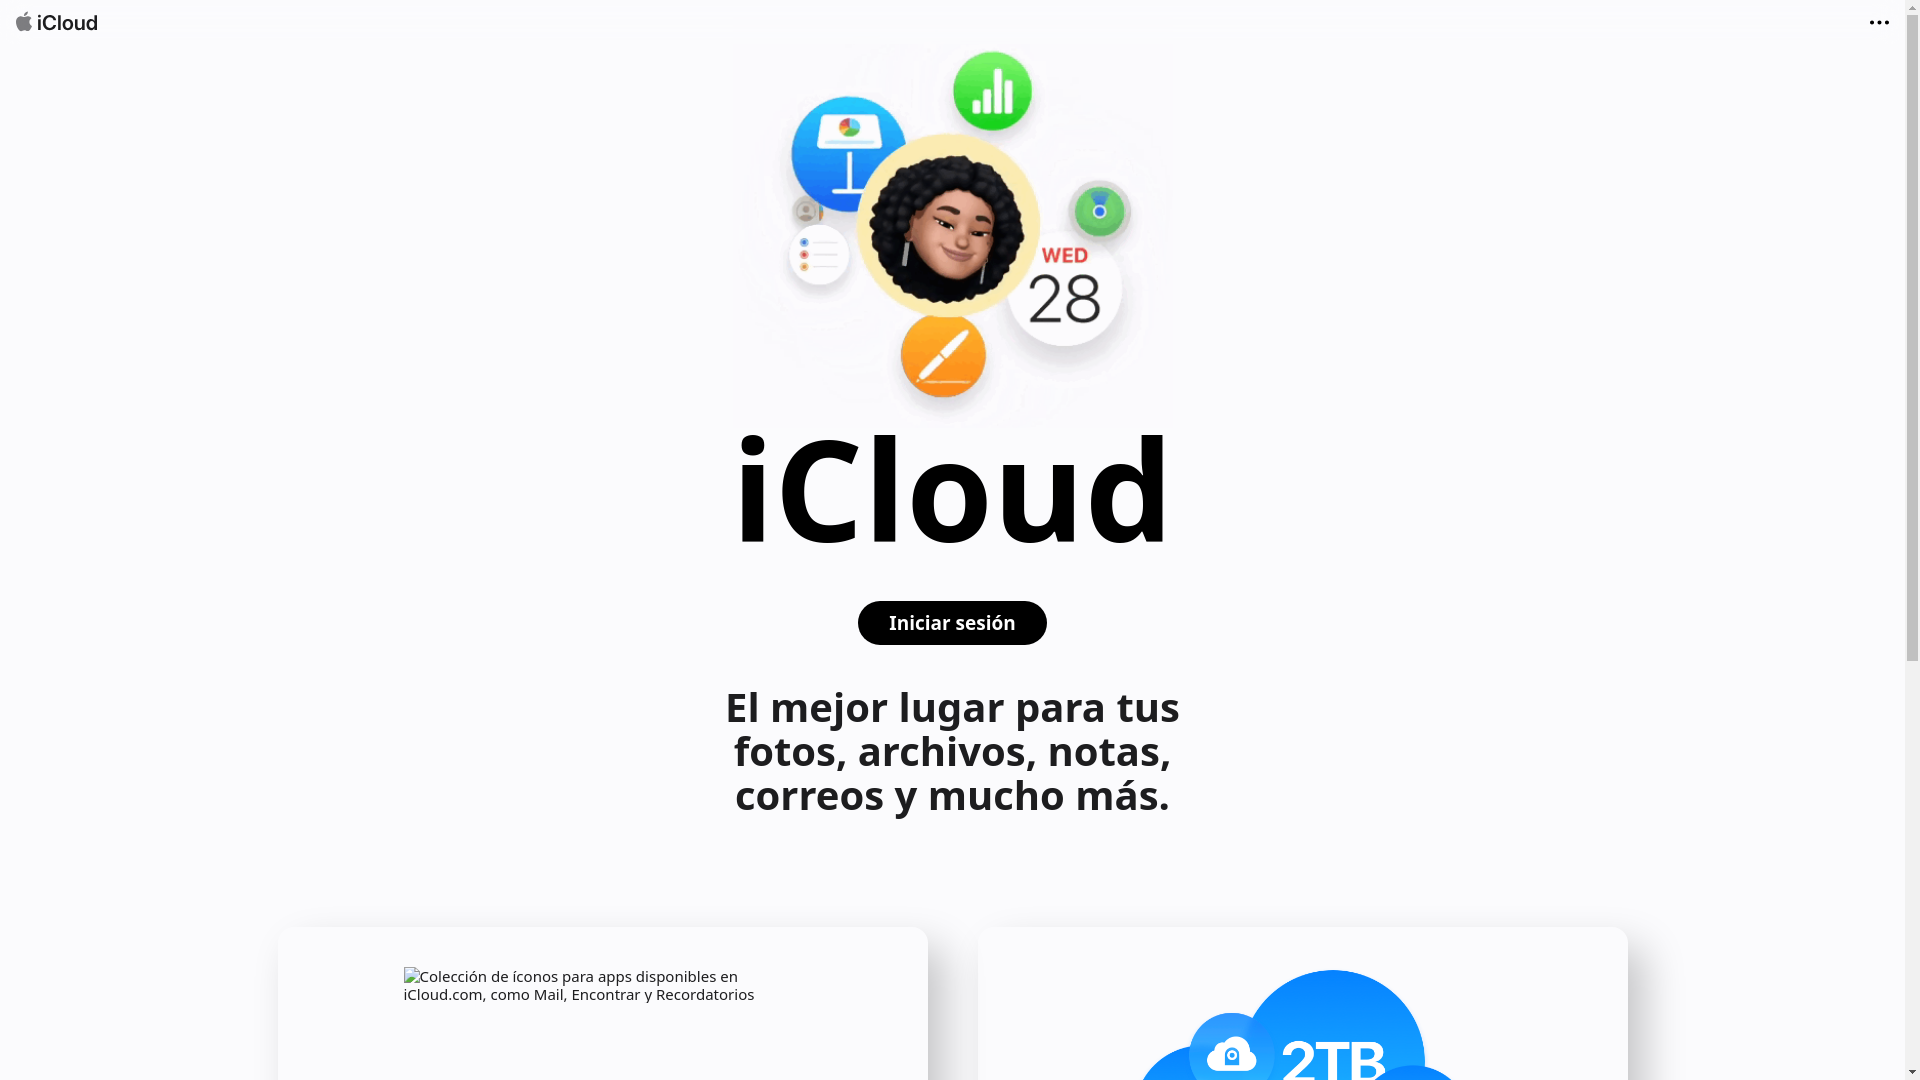 iCloud
WED
28
iCloud
Iniciar sesión
El mejor lugar para tus
fotos, archivos, notas,
correos y mucho más.
Colección de íconos para apps disponibles en
iCloud.com, como Mail, Encontrar y Recordatorios
2TB